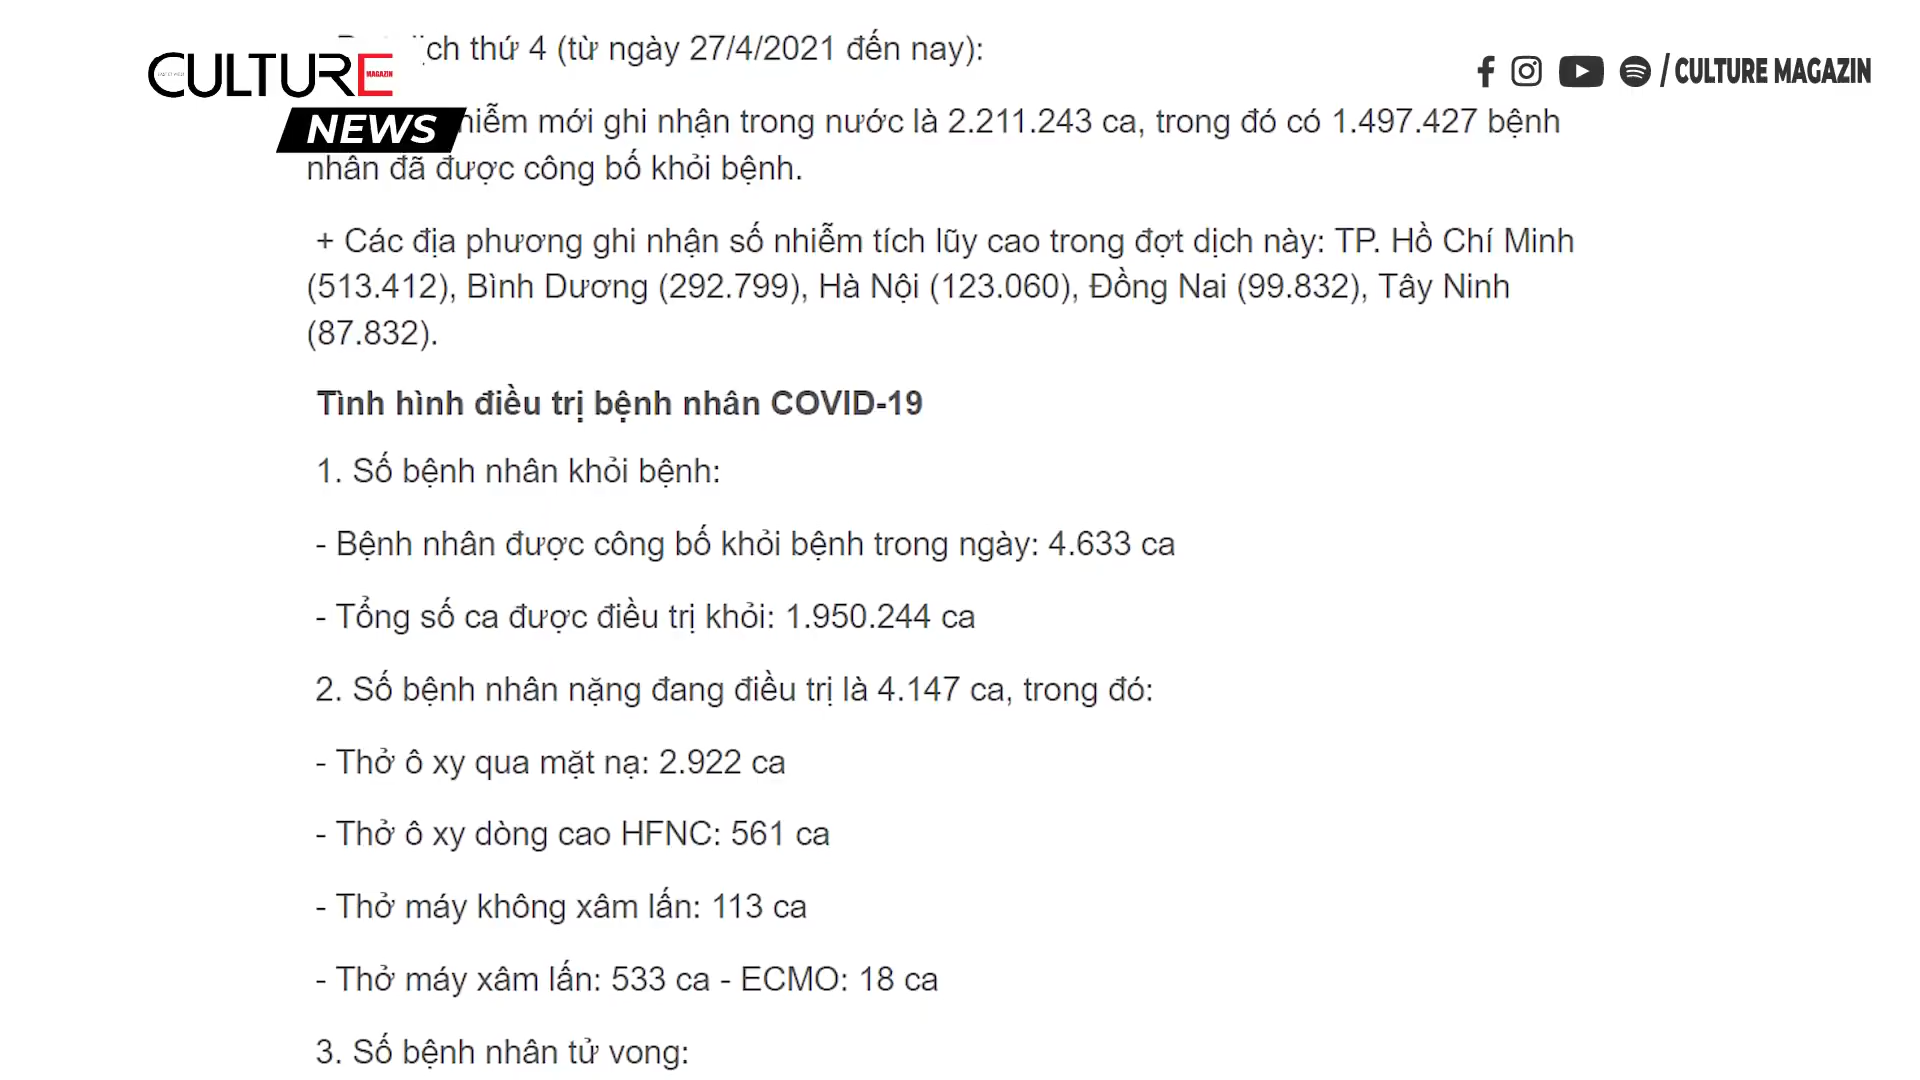 CULTURE
MAGAZIN
NEWS
/ CULTURE MAGAZIN
dịch thứ 4 (từ ngày 27/4/2021 đến nay):
nhiễm mới ghi nhận trong nước là 2.211.243 ca, trong đó có 1.497.427 bệnh
nhân đã được công bố khỏi bệnh.
+ Các địa phương ghi nhận số nhiễm tích lũy cao trong đợt dịch này: TP. Hồ Chí Minh
(513.412), Bình Dương (292.799), Hà Nội (123.060), Đồng Nai (99.832), Tây Ninh
(87.832).
Tình hình điều trị bệnh nhân COVID-19
1. Số bệnh nhân khỏi bệnh:
- Bệnh nhân được công bố khỏi bệnh trong ngày: 4.633 ca
- Tổng số ca được điều trị khỏi: 1.950.244 ca
2. Số bệnh nhân nặng đang điều trị là 4.147 ca, trong đó:
- Thở ô xy qua mặt nạ: 2.922 ca
- Thở ô xy dòng cao HFNC: 561 ca
- Thở máy không xâm lấn: 113 ca
- Thở máy xâm lấn: 533 ca - ECMO: 18 ca
3. Số bệnh nhân tử vong: